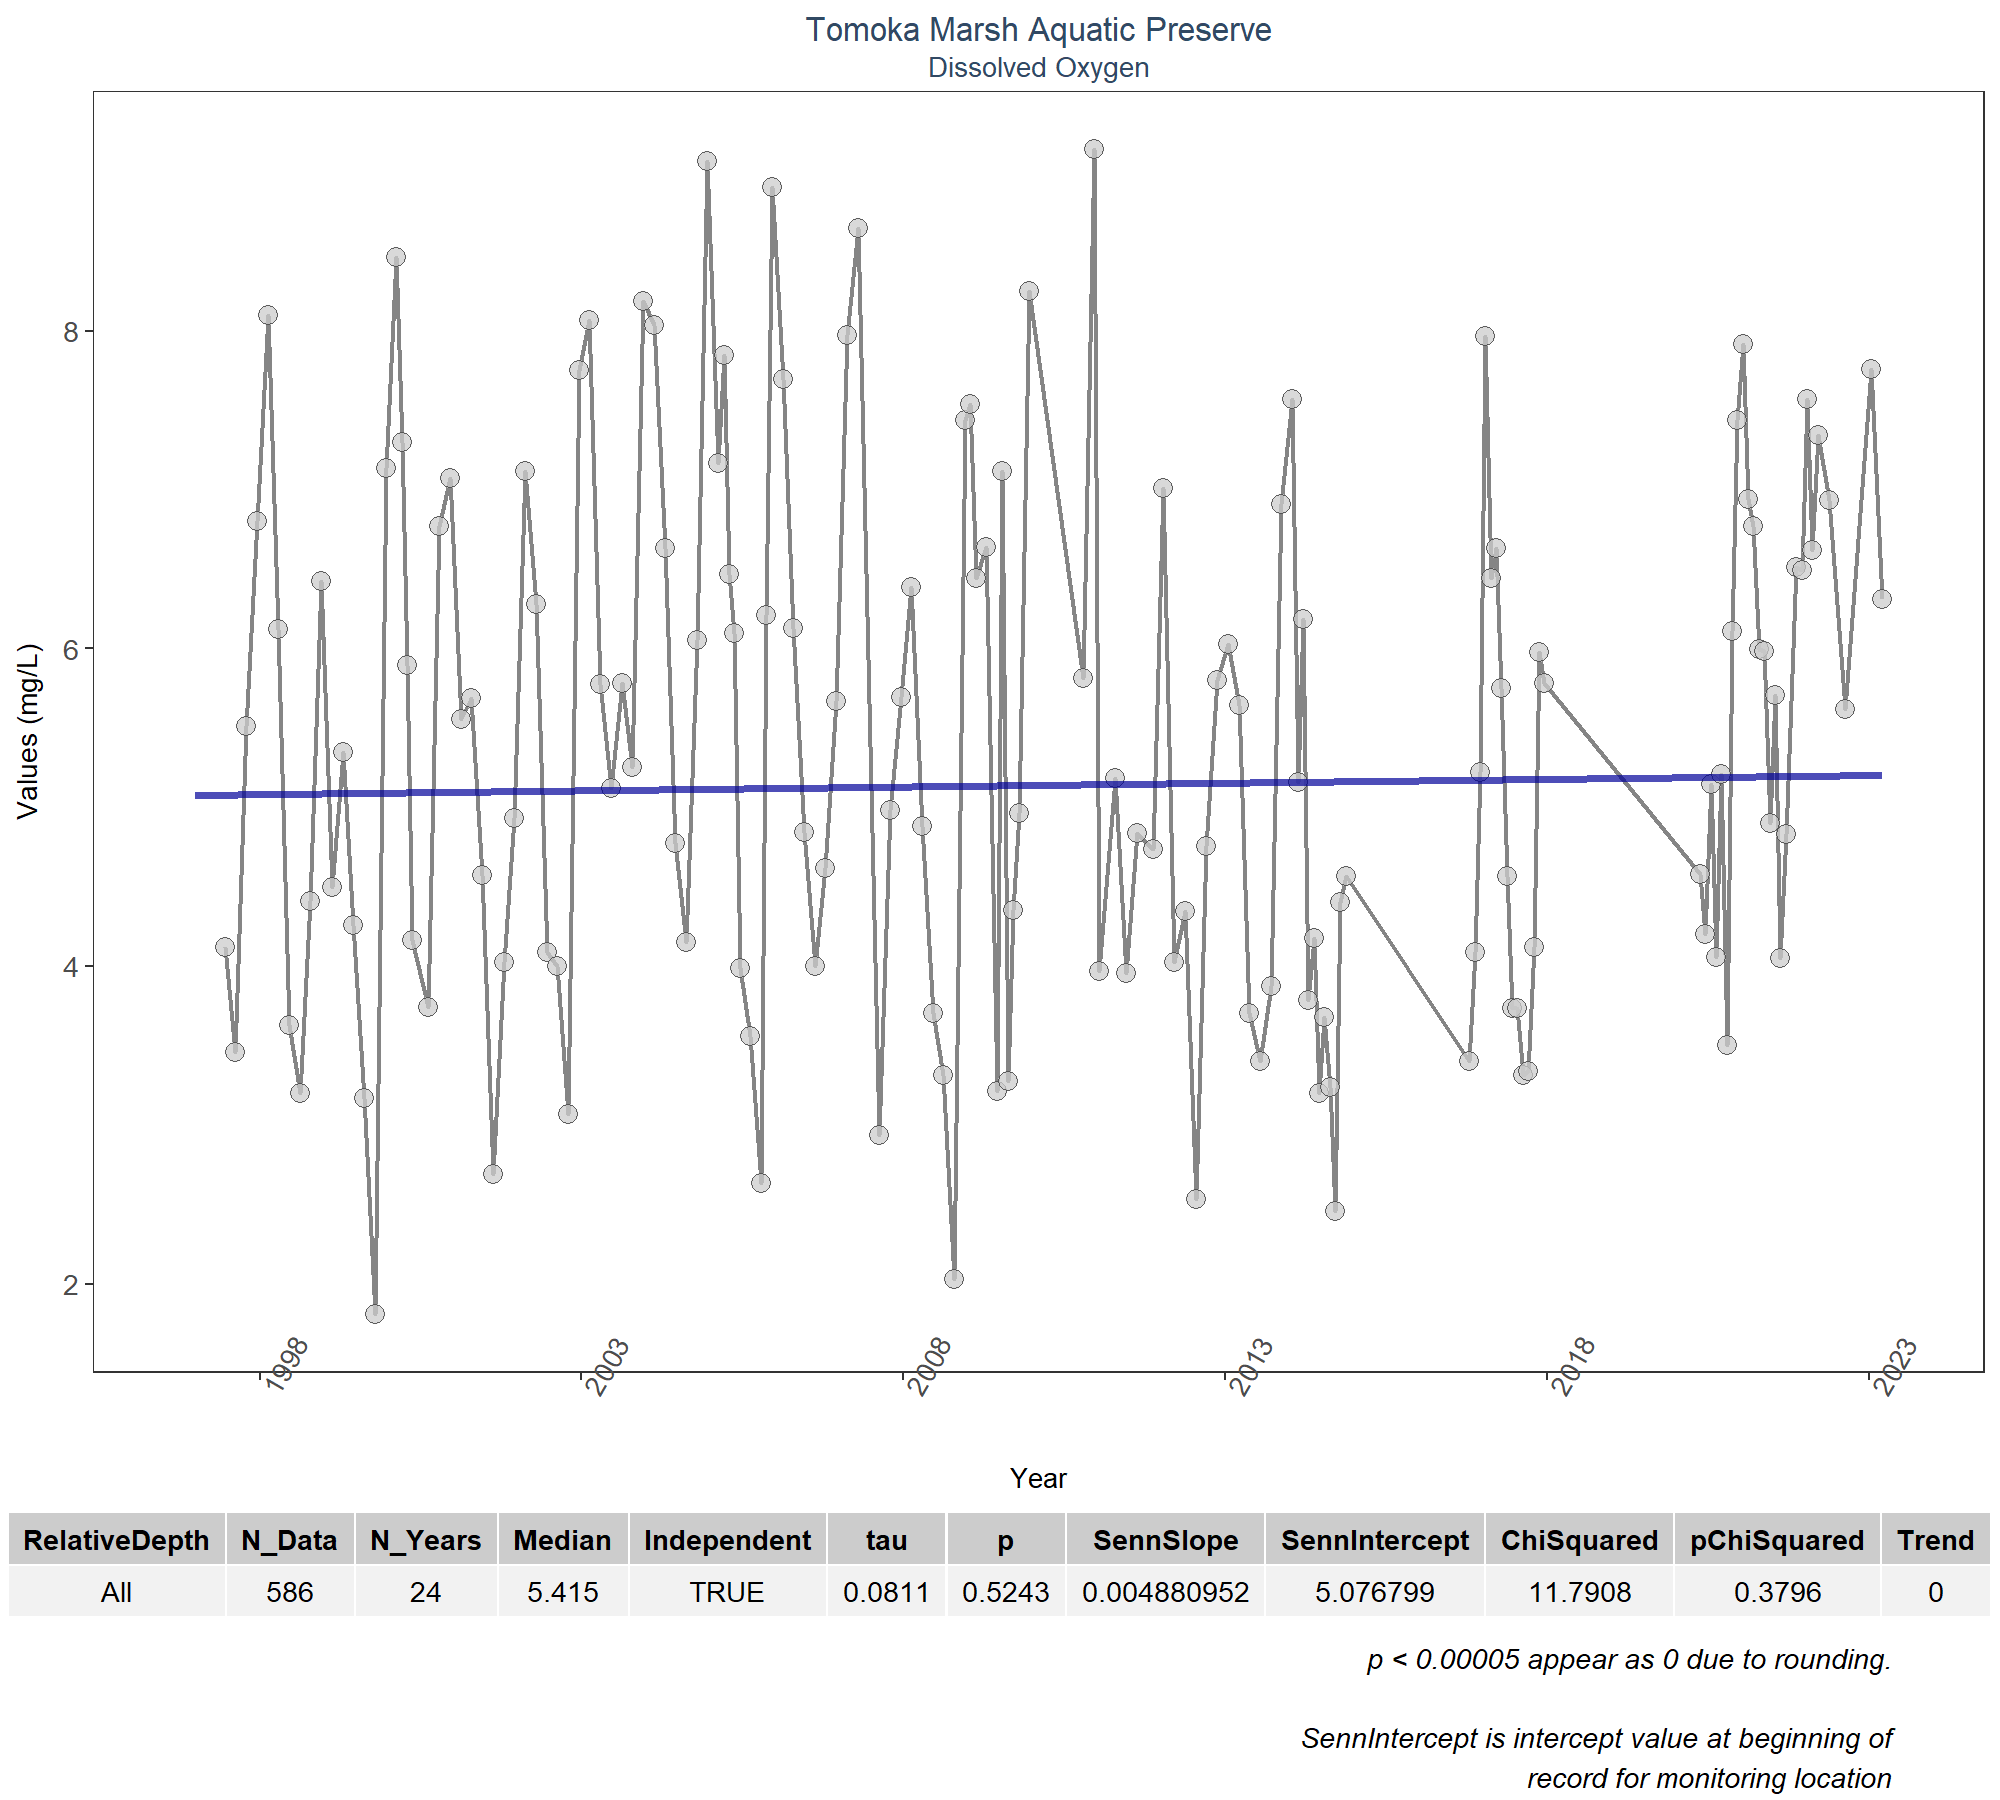 Tomoka Marsh Aquatic Preserve
Dissolved Oxygen
Values (mg/L)
8
6
4
2
1998 2003 2008 2013 2018 2023
Year
RelativeDepth N_Data N_Years Median Independent tau p SennSlope SennIntercept ChiSquared pChiSquared Trend
All 586 24 5.415 TRUE 0.0811 0.5243 0.004880952 5.076799 11.7908 0.3796 0
p < 0.00005 appear as 0 due to rounding.
SennIntercept is intercept value at beginning of
record for monitoring location